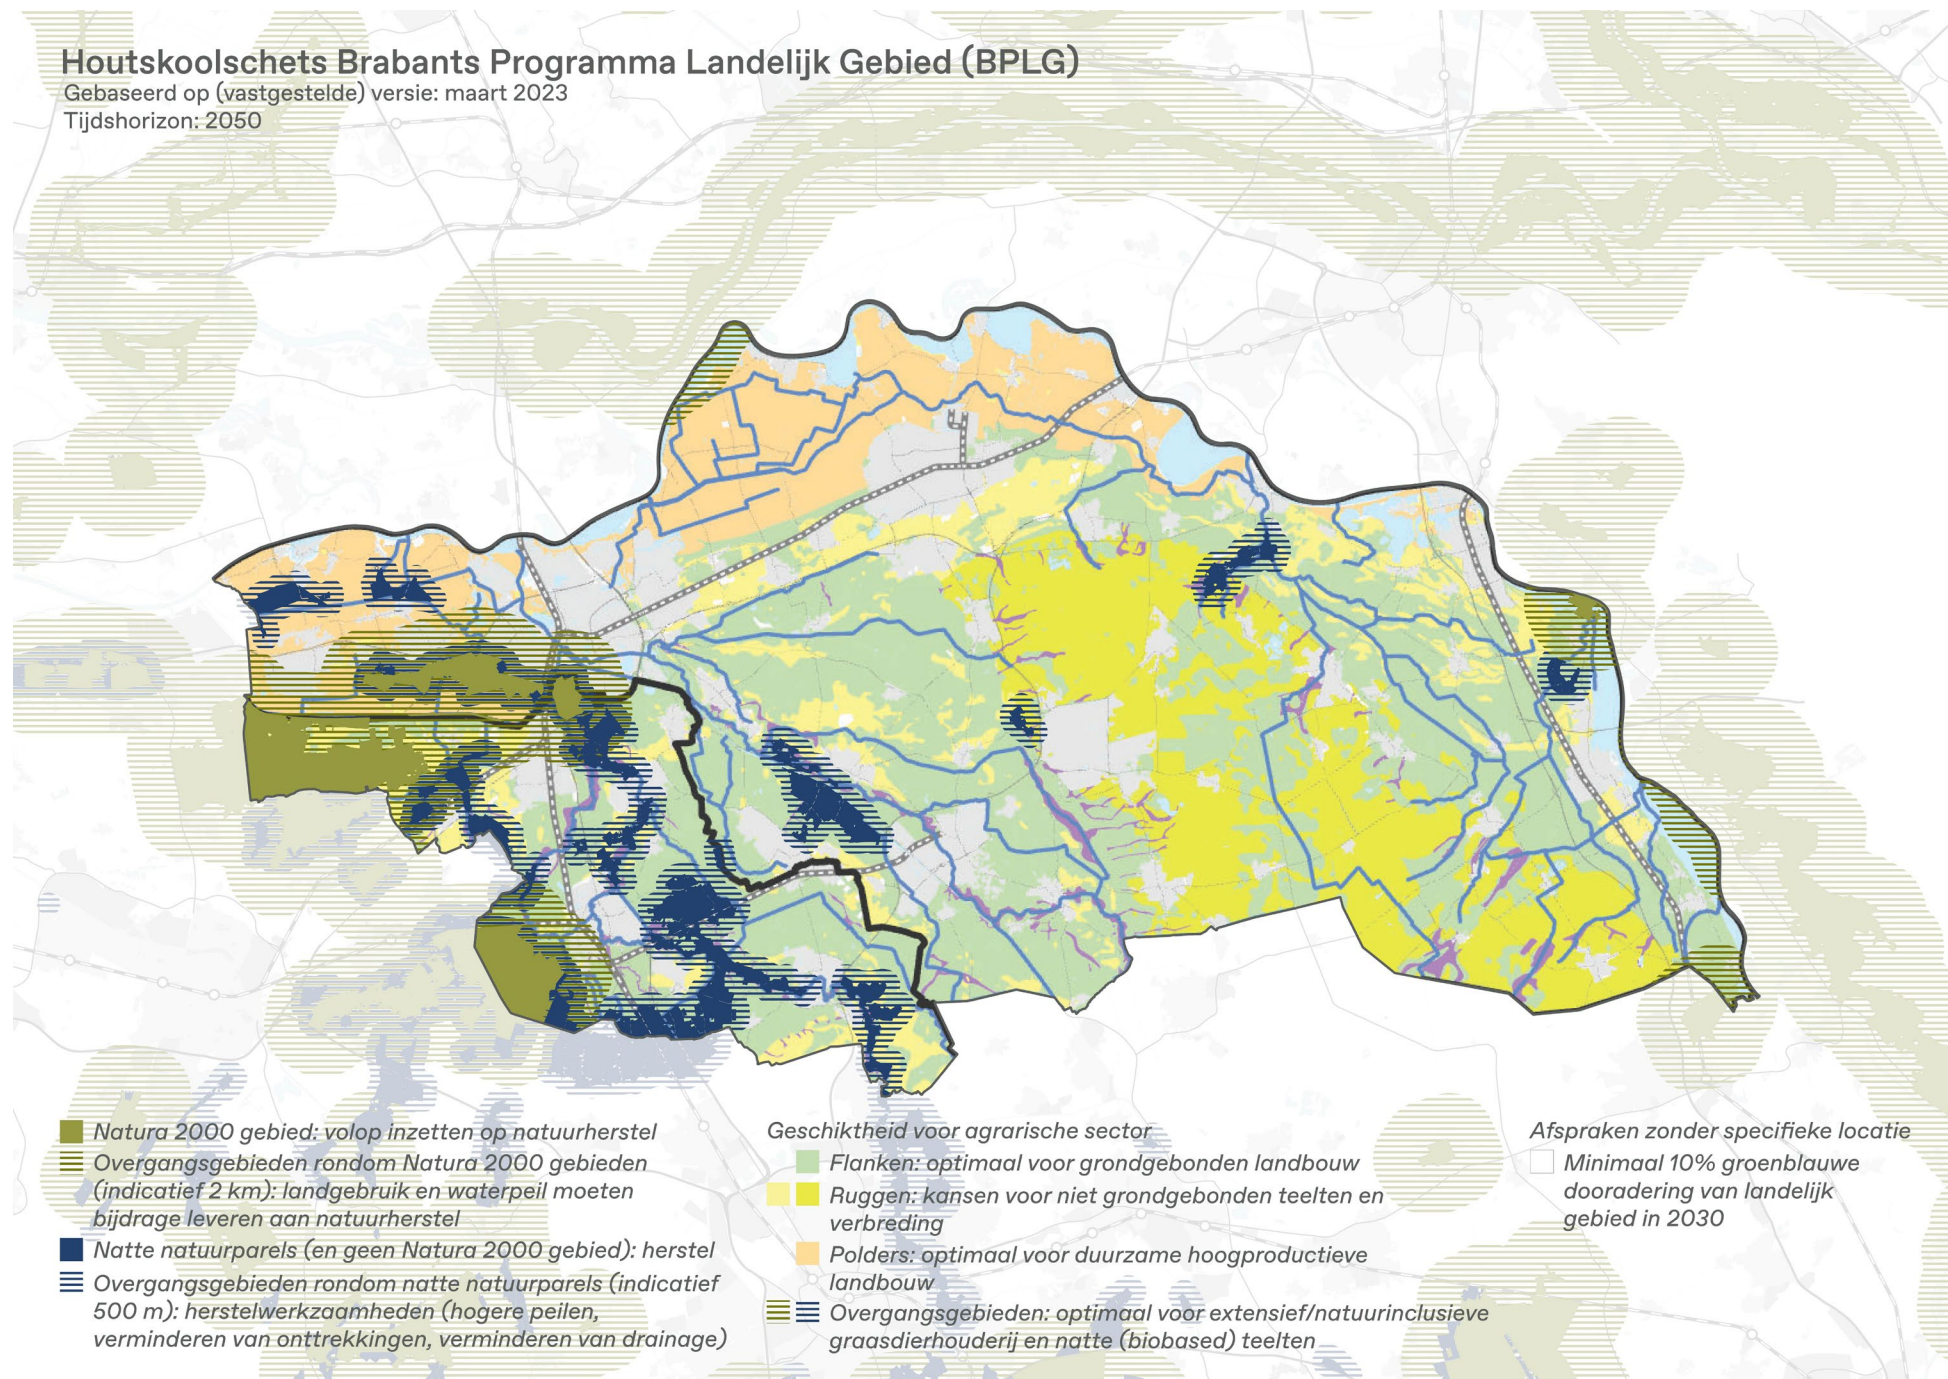 Houtskoolschets Brabants Programma Landelijk Gebied (BPLG)
Gebaseerd op (vastgestelde) versie: maart 2023
Tijdshorizon: 2050
Natura 2000 gebied: volop inzetten op natuurherstel
Overgangsgebieden rondom Natura 2000 gebieden
(indicatief 2 km): landgebruik en waterpeil moeten
bijdrage leveren aan natuurherstel
Natte natuurparels (en geen Natura 2000 gebied): herstel
Overgangsgebieden rondom natte natuurparels (indicatief
500 m): herstelwerkzaamheden (hogere peilen,
verminderen van onttrekkingen, verminderen van drainage)
Geschiktheid voor agrarische sector
Flanken: optimaal voor grondgebonden landbouw
Ruggen: kansen voor niet grondgebonden teelten en
verbreding
Polders: optimaal voor duurzame hoogproductieve
landbouw
Overgangsgebieden: optimaal voor extensief/natuurinclusieve
graasdierhouderij en natte (biobased) teelten
Afspraken zonder specifieke locatie
Minimaal 10% groenblauwe
dooradering van landelijk
gebied in 2030